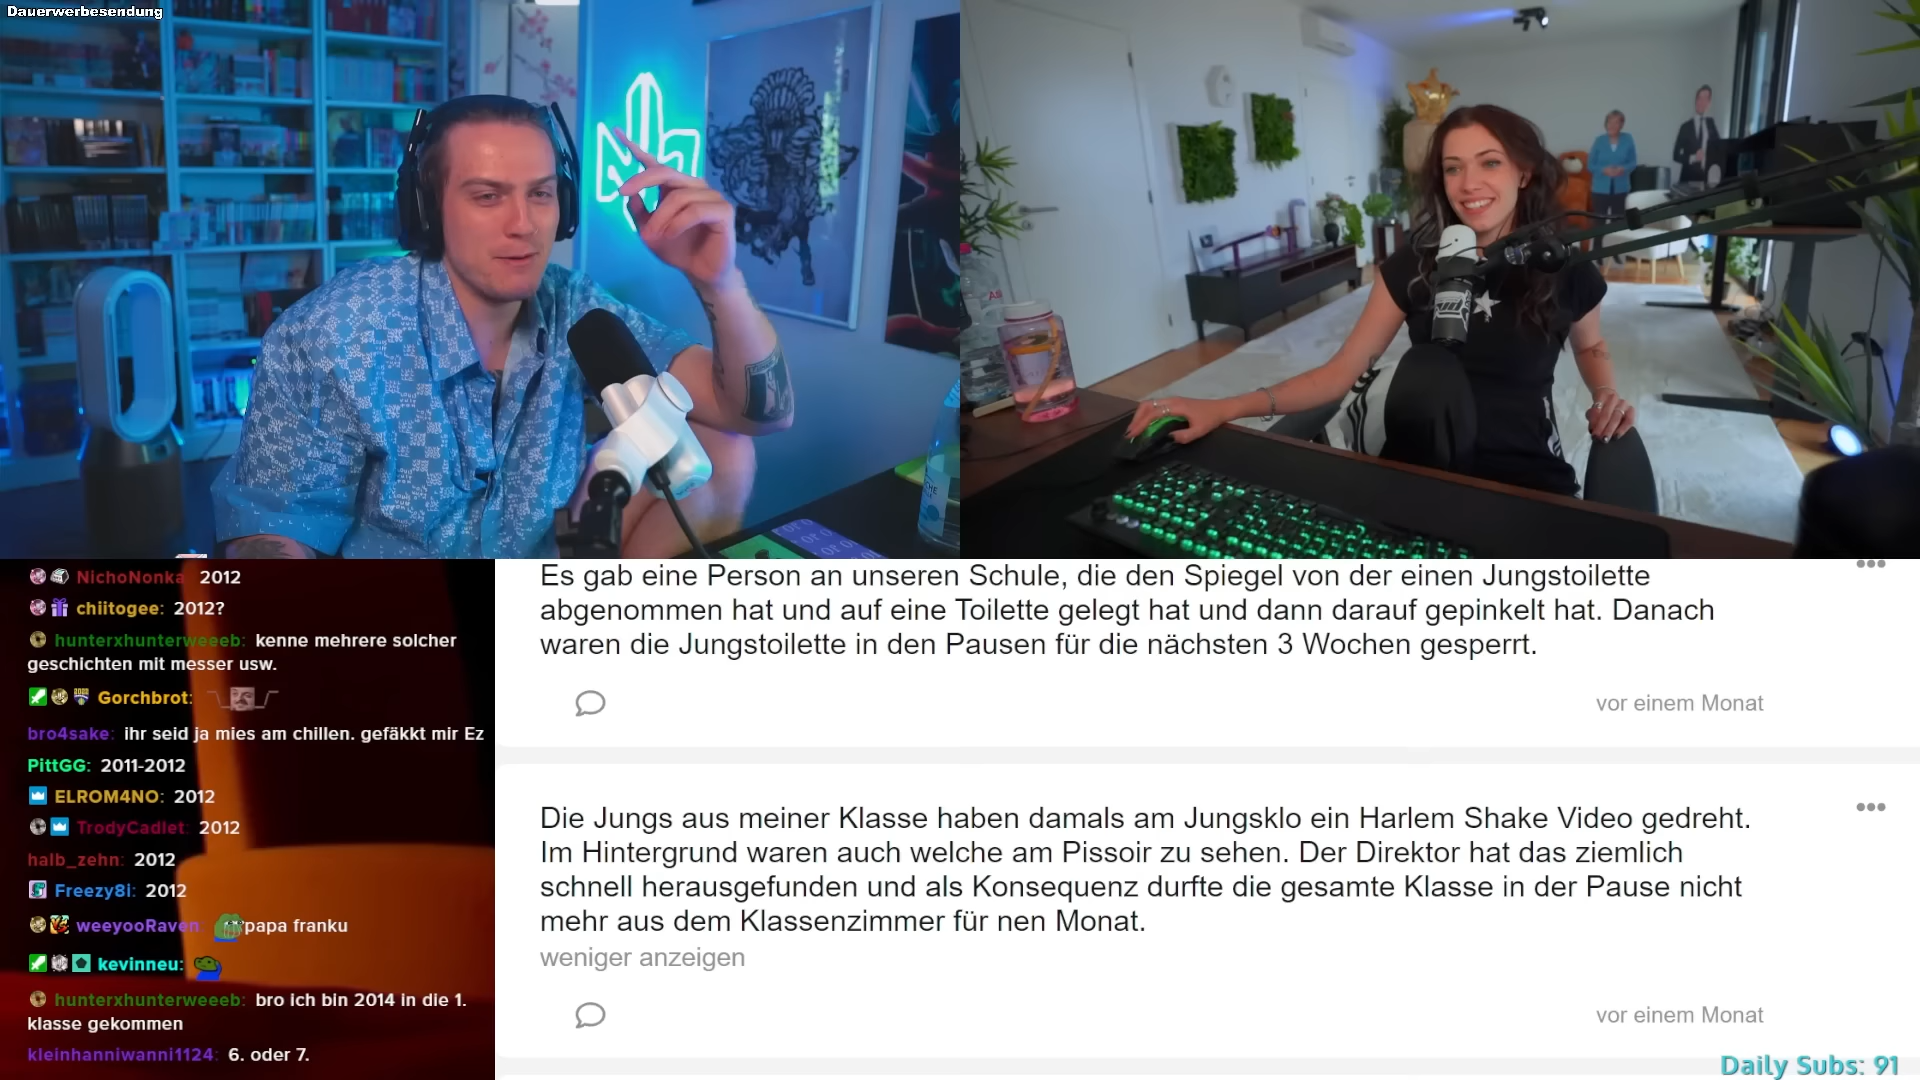 Dauerwerbesendung
NichoNonka 2012
chiitogee: 2012?
hunterxhunterweeeb: kenne mehrere solcher
geschichten mit messer usw.
Gorchbrot:
bro4sake: ihr seid ja mies am chillen. gefäkkt mir Ez
PittGG: 2011-2012
ELROM4NO: 2012
TrodyCadlet: 2012
halb_zehn: 2012
Freezy8i: 2012
weeyooRaven papa franku
kevinneu:
hunterxhunterweeeb: bro ich bin 2014 in die 1.
klasse gekommen
kleinhanniwanni1124: 6. oder 7.
Es gab eine Person an unseren Schule, die den Spiegel von der einen Jungstoilette
abgenommen hat und auf eine Toilette gelegt hat und dann darauf gepinkelt hat. Danach
waren die Jungstoilette in den Pausen für die nächsten 3 Wochen gesperrt.
vor einem Monat
Die Jungs aus meiner Klasse haben damals am Jungsklo ein Harlem Shake Video gedreht.
Im Hintergrund waren auch welche am Pissoir zu sehen. Der Direktor hat das ziemlich
schnell herausgefunden und als Konsequenz durfte die gesamte Klasse in der Pause nicht
mehr aus dem Klassenzimmer für nen Monat.
weniger anzeigen
vor einem Monat
Daily Subs: 91